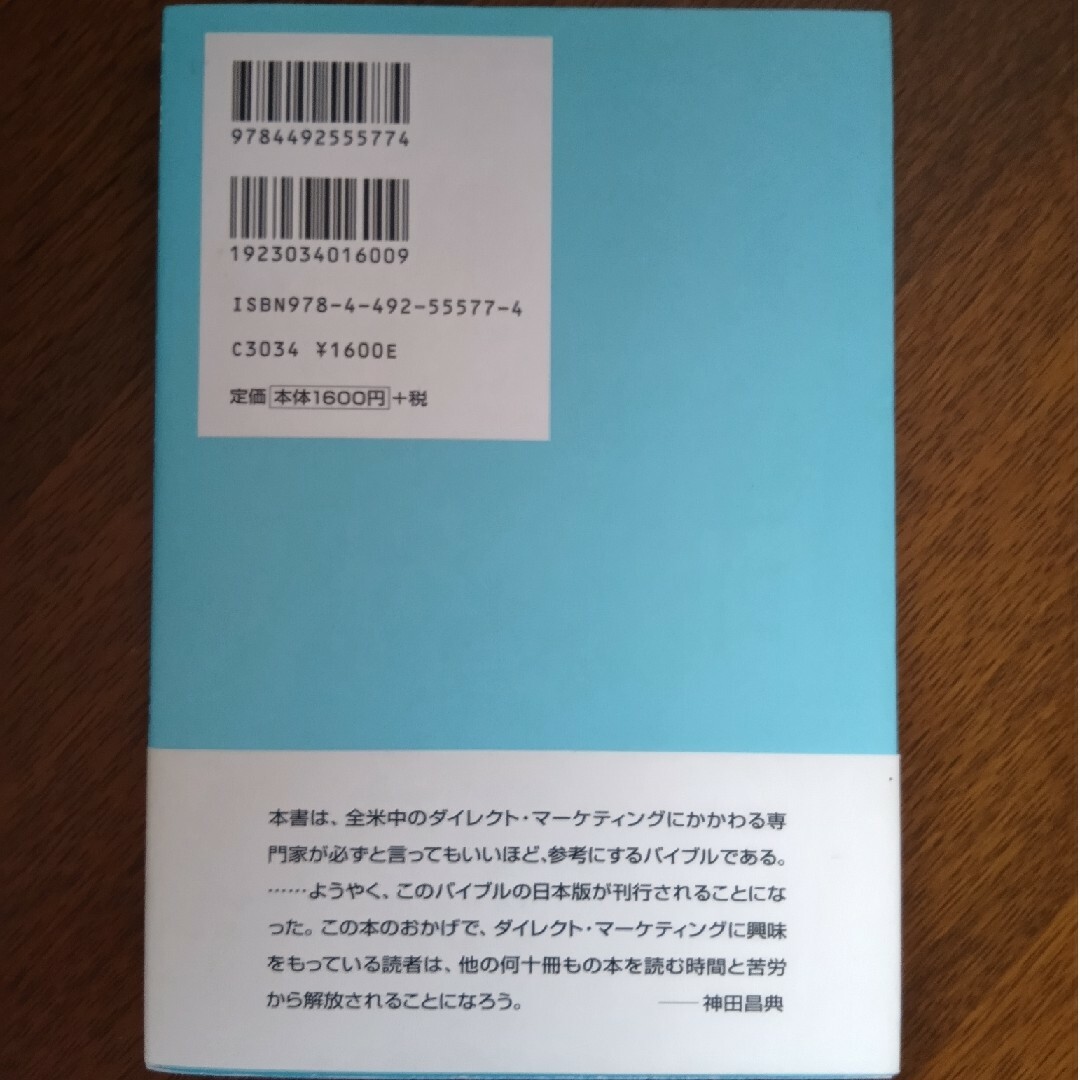 9784492555774
1923034016009
ISBN978-4-492-55577-4
C3034 ¥1600E
定価 本体1600円 +税
本書は、全米中のダイレクト・マーケティングにかかわる専
門家が必ずと言ってもいいほど、参考にするバイブルである。
……ようやく、このバイブルの日本版が刊行されることにな
った。この本のおかげで、ダイレクト・マーケティングに興味
をもっている読者は、他の何十冊もの本を読む時間と苦労
から解放されることになろう。 ――神田昌典